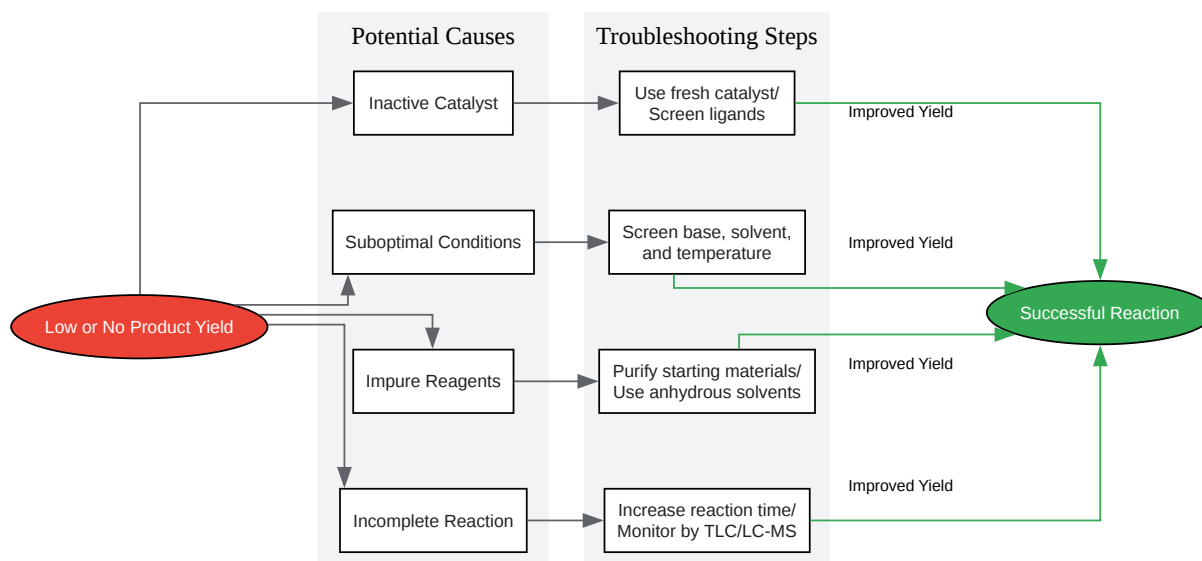 Potential Causes
Troubleshooting Steps
Inactive Catalyst
Use fresh catalyst/
Screen ligands
Improved Yield
Suboptimal Conditions
Screen base, solvent,
and temperature
Improved Yield
Low or No Product Yield
Successful Reaction
Impure Reagents
Purify starting materials/
Use anhydrous solvents
Improved Yield
Incomplete Reaction
Increase reaction time/
Monitor by TLC/LC-MS
Improved Yield